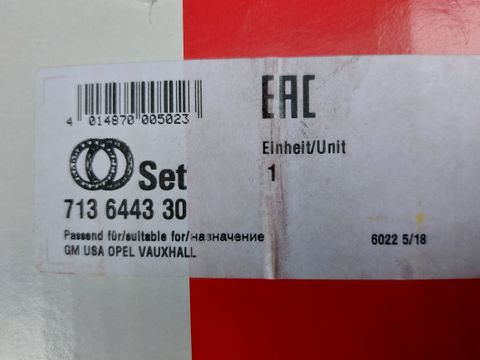 4 014870 005023
EAC
Einheit/Unit
1
Set
713 6443 30
Passend für/suitable for/назначение
GM USA OPEL VAUXHALL
6022 5/18